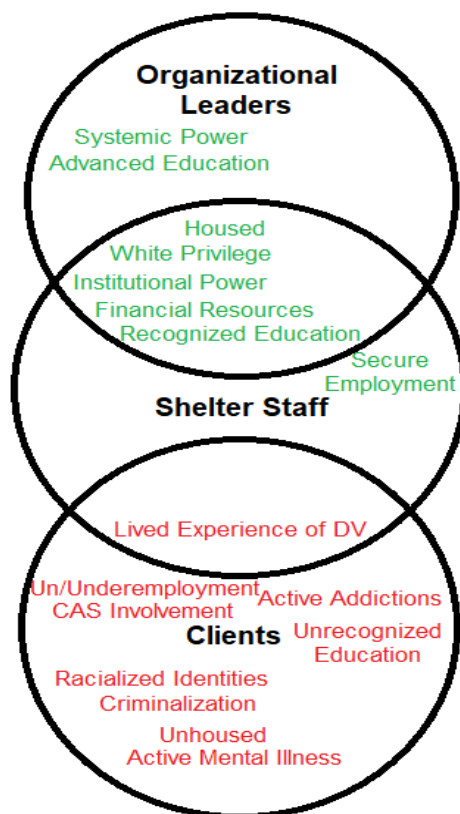 Organizational
Leaders
Systemic Power
Advanced Education
Housed
White Privilege
Institutional Power
Financial Resources
Recognized Education
Secure
Employment
Shelter Staff
Lived Experience of DV
Un/Underemployment
CAS Involvement
Active Addictions
Clients
Unrecognized
Education
Racialized Identities
Criminalization
Unhoused
Active Mental Illness